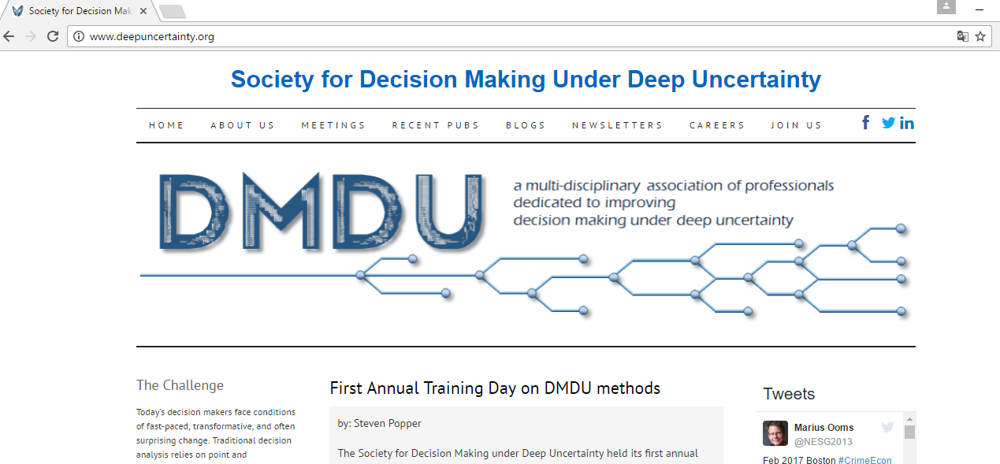 Society for Decision Mak
www.deepuncertainty.org
Society for Decision Making Under Deep Uncertainty
HOME ABOUT US MEETINGS RECENT PUBS BLOGS NEWSLETTERS CAREERS JOIN US
DMDU
a multi-disciplinary association of professionals
dedicated to improving
decision making under deep uncertainty
The Challenge
Today's decision makers face conditions
of fast-paced, transformative, and often
surprising change. Traditional decision
analysis relies on point and
First Annual Training Day on DMDU methods
by: Steven Popper
The Society for Decision Making under Deep Uncertainty held its first annual
Tweets
Marius Ooms
@NESG2013
Feb 2017 Boston #CrimeEcon